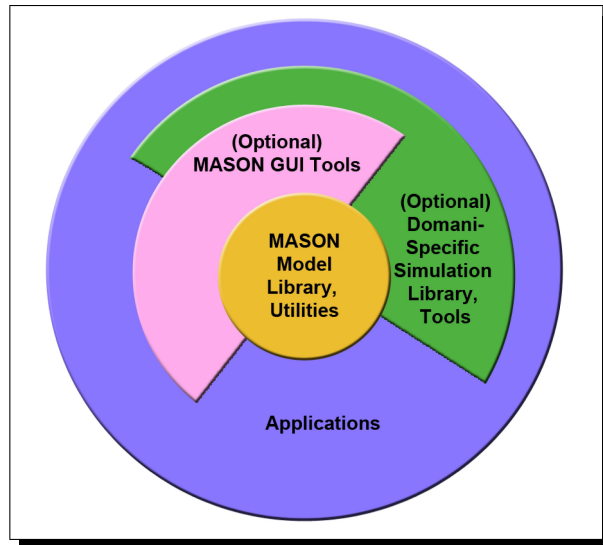 (Optional)
MASON GUI Tools
(Optional)
Domani-
Specific
Simulation
Library,
Tools
MASON
Model
Library,
Utilities
Applications